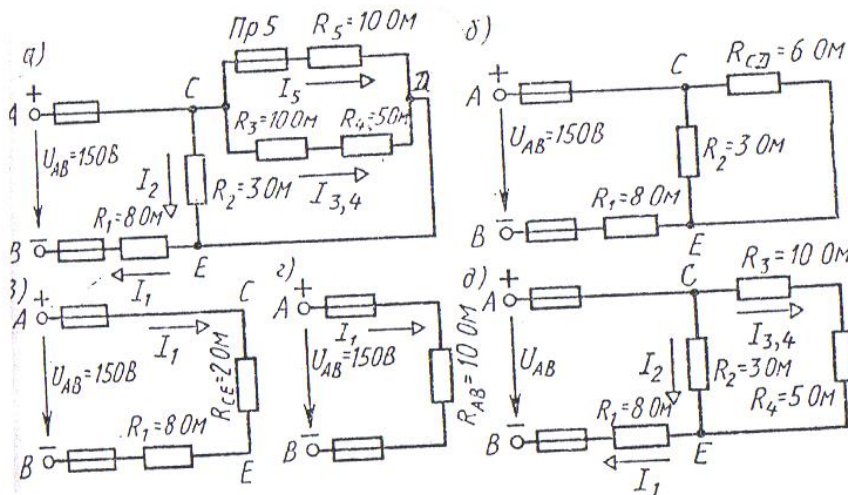 а)
Пр 5
R5=10 Ом
I5
A
+
C
D
R3=10 Ом
R4=5 Ом
UAB=150В
I2
R2=3 Ом
I3,4
R1=8 Ом
B
−
E
I1
б)
A
+
C
RCD=6 Ом
UAB=150В
R2=3 Ом
R1=8 Ом
B
−
E
в)
A
+
C
I1
UAB=150В
RCE=2 Ом
R1=8 Ом
B
−
E
г)
A
+
I1
UAB=150В
RAB=10 Ом
B
−
д)
A
+
C
R3=10 Ом
I3,4
UAB
I2
R2=3 Ом
R4=5 Ом
R1=8 Ом
B
−
E
I1